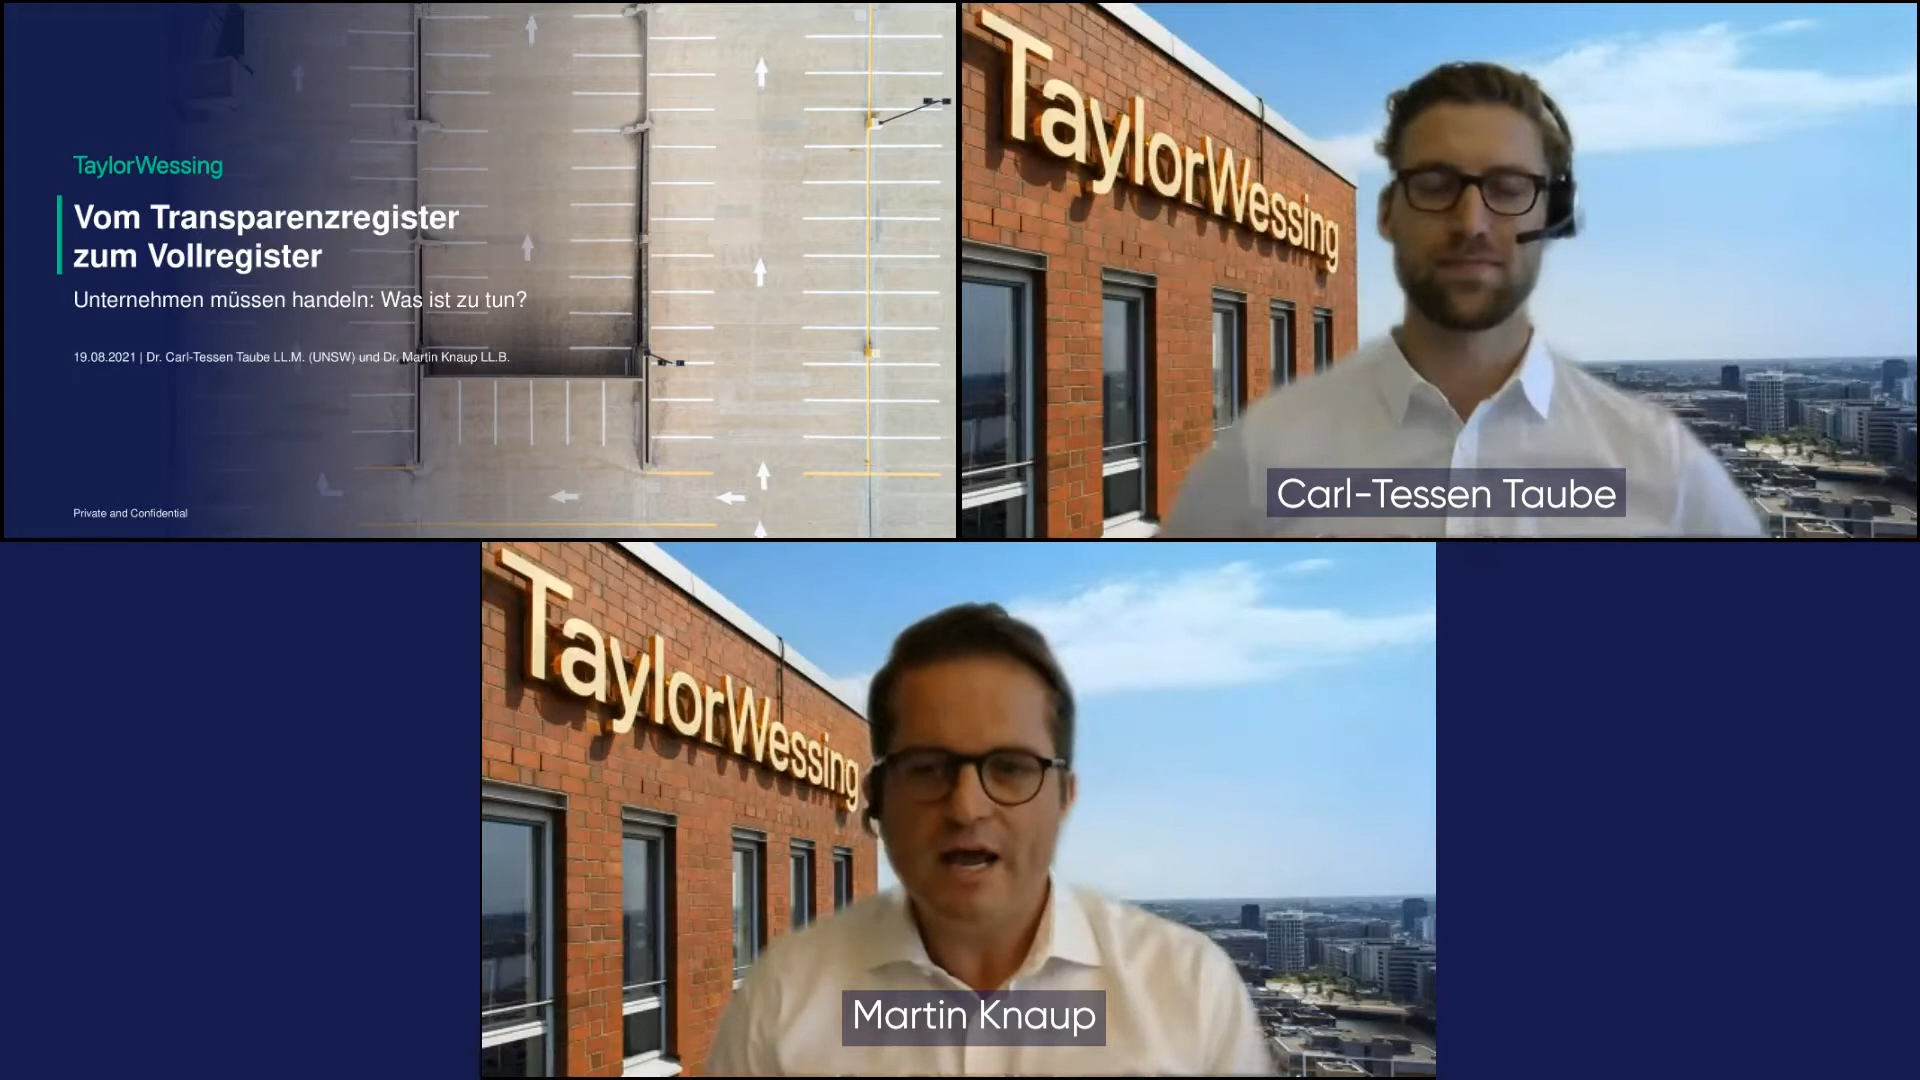 TaylorWessing
Vom Transparenzregister
zum Vollregister
Unternehmen müssen handeln: Was ist zu tun?
19.08.2021 | Dr. Carl-Tessen Taube LL.M. (UNSW) und Dr. Martin Knaup LL.B.
Private and Confidential
TaylorWessing
Carl-Tessen Taube
TaylorWessing
Martin Knaup